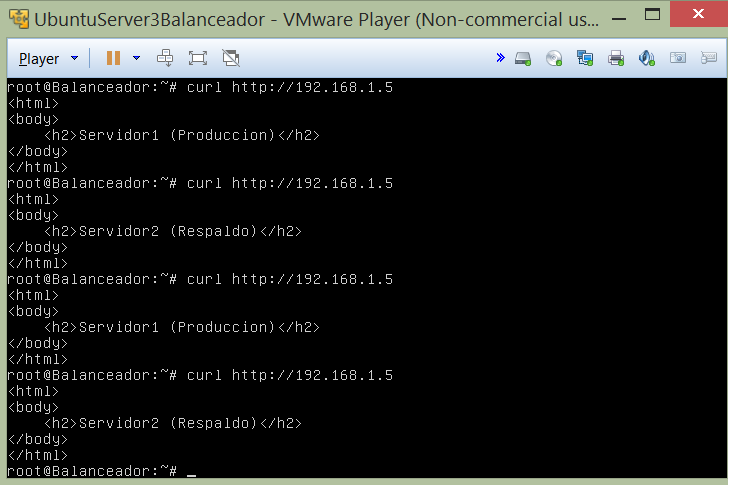 UbuntuServer3Balanceador - VMware Player (Non-commercial us...
Player
root@Balanceador:~# curl http://192.168.1.5
<html>
<body>
    <h2>Servidor1 (Produccion)</h2>
</body>
</html>
root@Balanceador:~# curl http://192.168.1.5
<html>
<body>
    <h2>Servidor2 (Respaldo)</h2>
</body>
</html>
root@Balanceador:~# curl http://192.168.1.5
<html>
<body>
    <h2>Servidor1 (Produccion)</h2>
</body>
</html>
root@Balanceador:~# curl http://192.168.1.5
<html>
<body>
    <h2>Servidor2 (Respaldo)</h2>
</body>
</html>
root@Balanceador:~# _